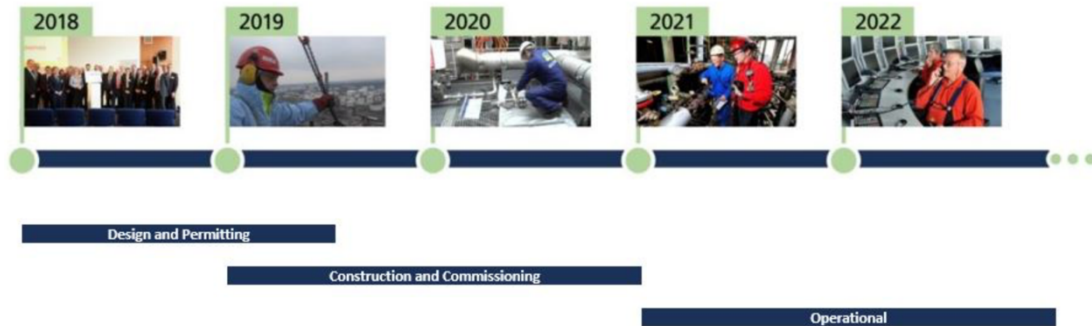 2018
2019
2020
2021
2022
Design and Permitting
Construction and Commissioning
Operational